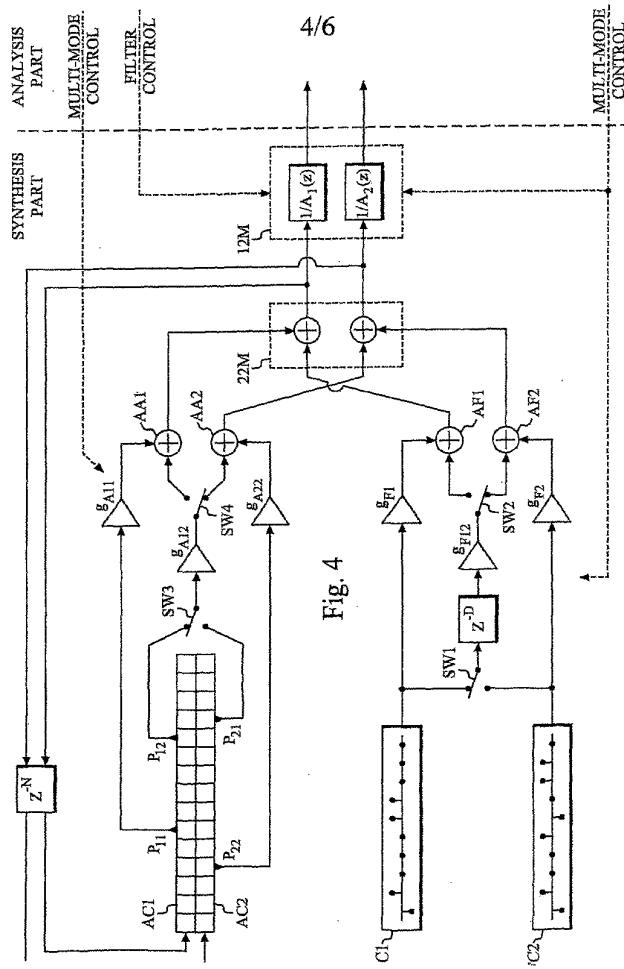 4/6
ANALYSIS
PART
MULTI-MODE
CONTROL
FILTER
CONTROL
MULTI-MODE
CONTROL
SYNTHESIS
PART
1/A1(z)
1/A2(z)
12M
22M
AA1
AA2
AF1
AF2
gA11
gA12
gA22
SW4
SW3
gF1
gF12
gF2
SW2
SW1
Z-D
Fig. 4
Z-N
P11
P12
P22
P21
AC1
AC2
C1
C2